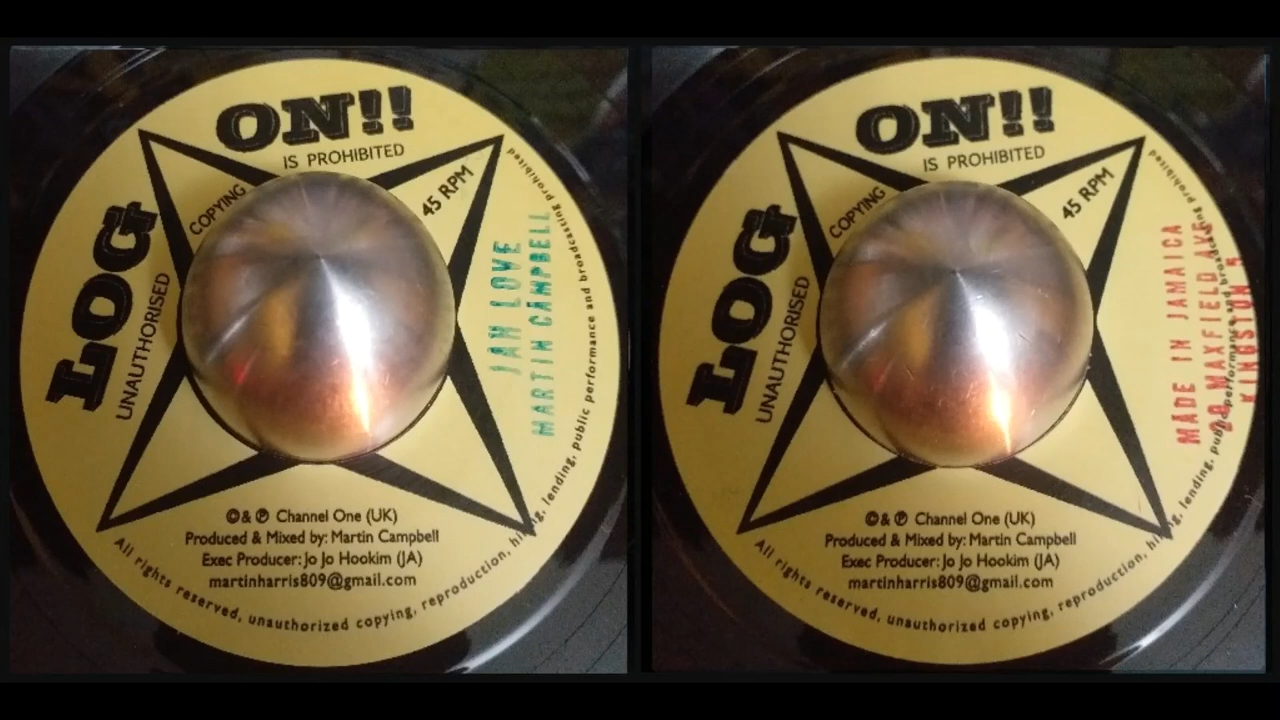 LOG ON!!
UNAUTHORISED COPYING IS PROHIBITED
45 RPM
JAH LOVE
MARTIN CAMPBELL
©& ℗ Channel One (UK)
Produced & Mixed by: Martin Campbell
Exec Producer: Jo Jo Hookim (JA)
martinharris809@gmail.com
All rights reserved, unauthorized copying, reproduction, hiring, lending, public performance and broadcasting prohibited
LOG ON!!
UNAUTHORISED COPYING IS PROHIBITED
45 RPM
MADE IN JAMAICA
MAXFIELD AVE
KINGSTON
©& ℗ Channel One (UK)
Produced & Mixed by: Martin Campbell
Exec Producer: Jo Jo Hookim (JA)
martinharris809@gmail.com
All rights reserved, unauthorized copying, reproduction, hiring, lending, public performance and broadcasting prohibited